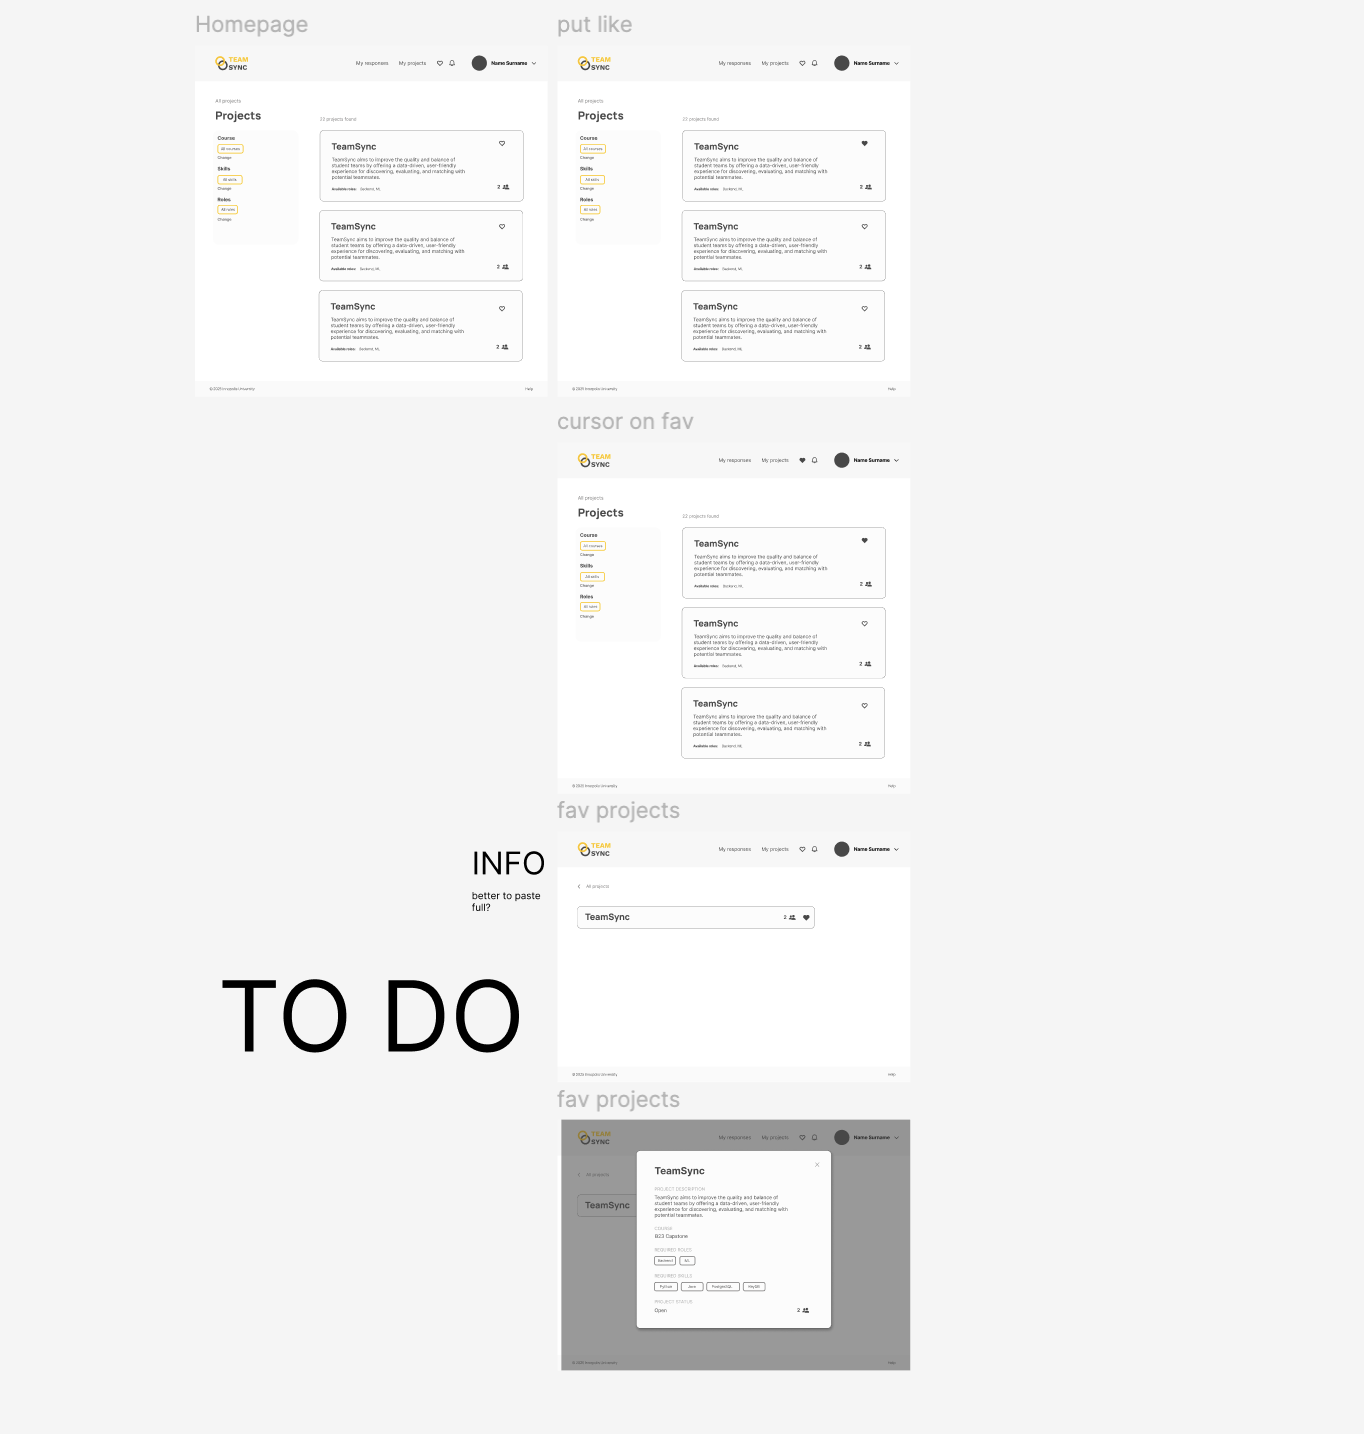 Homepage
TEAM
SYNC
My responses
My projects
Name Surname
All projects
Projects
22 projects found
Course
All courses
Change
Skills
All skills
Change
Roles
All roles
Change
TeamSync
TeamSync aims to improve the quality and balance of
student teams by offering a data-driven, user-friendly
experience for discovering, evaluating, and matching with
potential teammates.
Available roles: Backend, ML
2
TeamSync
TeamSync aims to improve the quality and balance of
student teams by offering a data-driven, user-friendly
experience for discovering, evaluating, and matching with
potential teammates.
Available roles: Backend, ML
2
TeamSync
TeamSync aims to improve the quality and balance of
student teams by offering a data-driven, user-friendly
experience for discovering, evaluating, and matching with
potential teammates.
Available roles: Backend, ML
2
© 2025 Innopolis University
Help
put like
TEAM
SYNC
My responses
My projects
Name Surname
All projects
Projects
22 projects found
Course
All courses
Change
Skills
All skills
Change
Roles
All roles
Change
TeamSync
TeamSync aims to improve the quality and balance of
student teams by offering a data-driven, user-friendly
experience for discovering, evaluating, and matching with
potential teammates.
Available roles: Backend, ML
2
TeamSync
TeamSync aims to improve the quality and balance of
student teams by offering a data-driven, user-friendly
experience for discovering, evaluating, and matching with
potential teammates.
Available roles: Backend, ML
2
TeamSync
TeamSync aims to improve the quality and balance of
student teams by offering a data-driven, user-friendly
experience for discovering, evaluating, and matching with
potential teammates.
Available roles: Backend, ML
2
© 2025 Innopolis University
Help
cursor on fav
TEAM
SYNC
My responses
My projects
Name Surname
All projects
Projects
22 projects found
Course
All courses
Change
Skills
All skills
Change
Roles
All roles
Change
TeamSync
TeamSync aims to improve the quality and balance of
student teams by offering a data-driven, user-friendly
experience for discovering, evaluating, and matching with
potential teammates.
Available roles: Backend, ML
2
TeamSync
TeamSync aims to improve the quality and balance of
student teams by offering a data-driven, user-friendly
experience for discovering, evaluating, and matching with
potential teammates.
Available roles: Backend, ML
2
TeamSync
TeamSync aims to improve the quality and balance of
student teams by offering a data-driven, user-friendly
experience for discovering, evaluating, and matching with
potential teammates.
Available roles: Backend, ML
2
© 2025 Innopolis University
Help
INFO
better to paste
full?
TO DO
fav projects
TEAM
SYNC
My responses
My projects
Name Surname
All projects
TeamSync
2
© 2025 Innopolis University
Help
fav projects
TEAM
SYNC
My responses
My projects
Name Surname
All projects
TeamSync
TeamSync
PROJECT DESCRIPTION
TeamSync aims to improve the quality and balance of
student teams by offering a data-driven, user-friendly
experience for discovering, evaluating, and matching with
potential teammates.
COURSE
B23 Capstone
REQUIRED ROLES
Backend
ML
REQUIRED SKILLS
Python
Java
PostgreSQL
MySQL
PROJECT STATUS
Open
2
© 2025 Innopolis University
Help